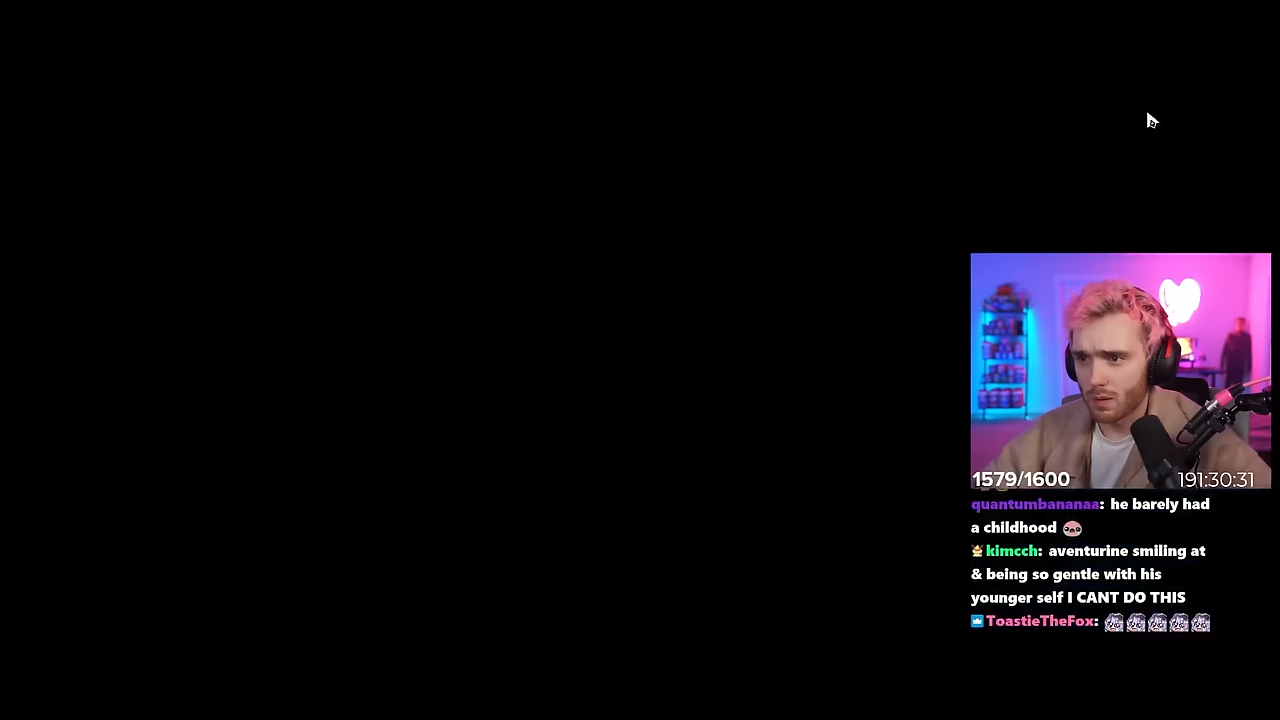 1579/1600 191:30:31
quantumbananaa: he barely had
a childhood
kimcch: aventurine smiling at
& being so gentle with his
younger self I CANT DO THIS
ToastieTheFox: